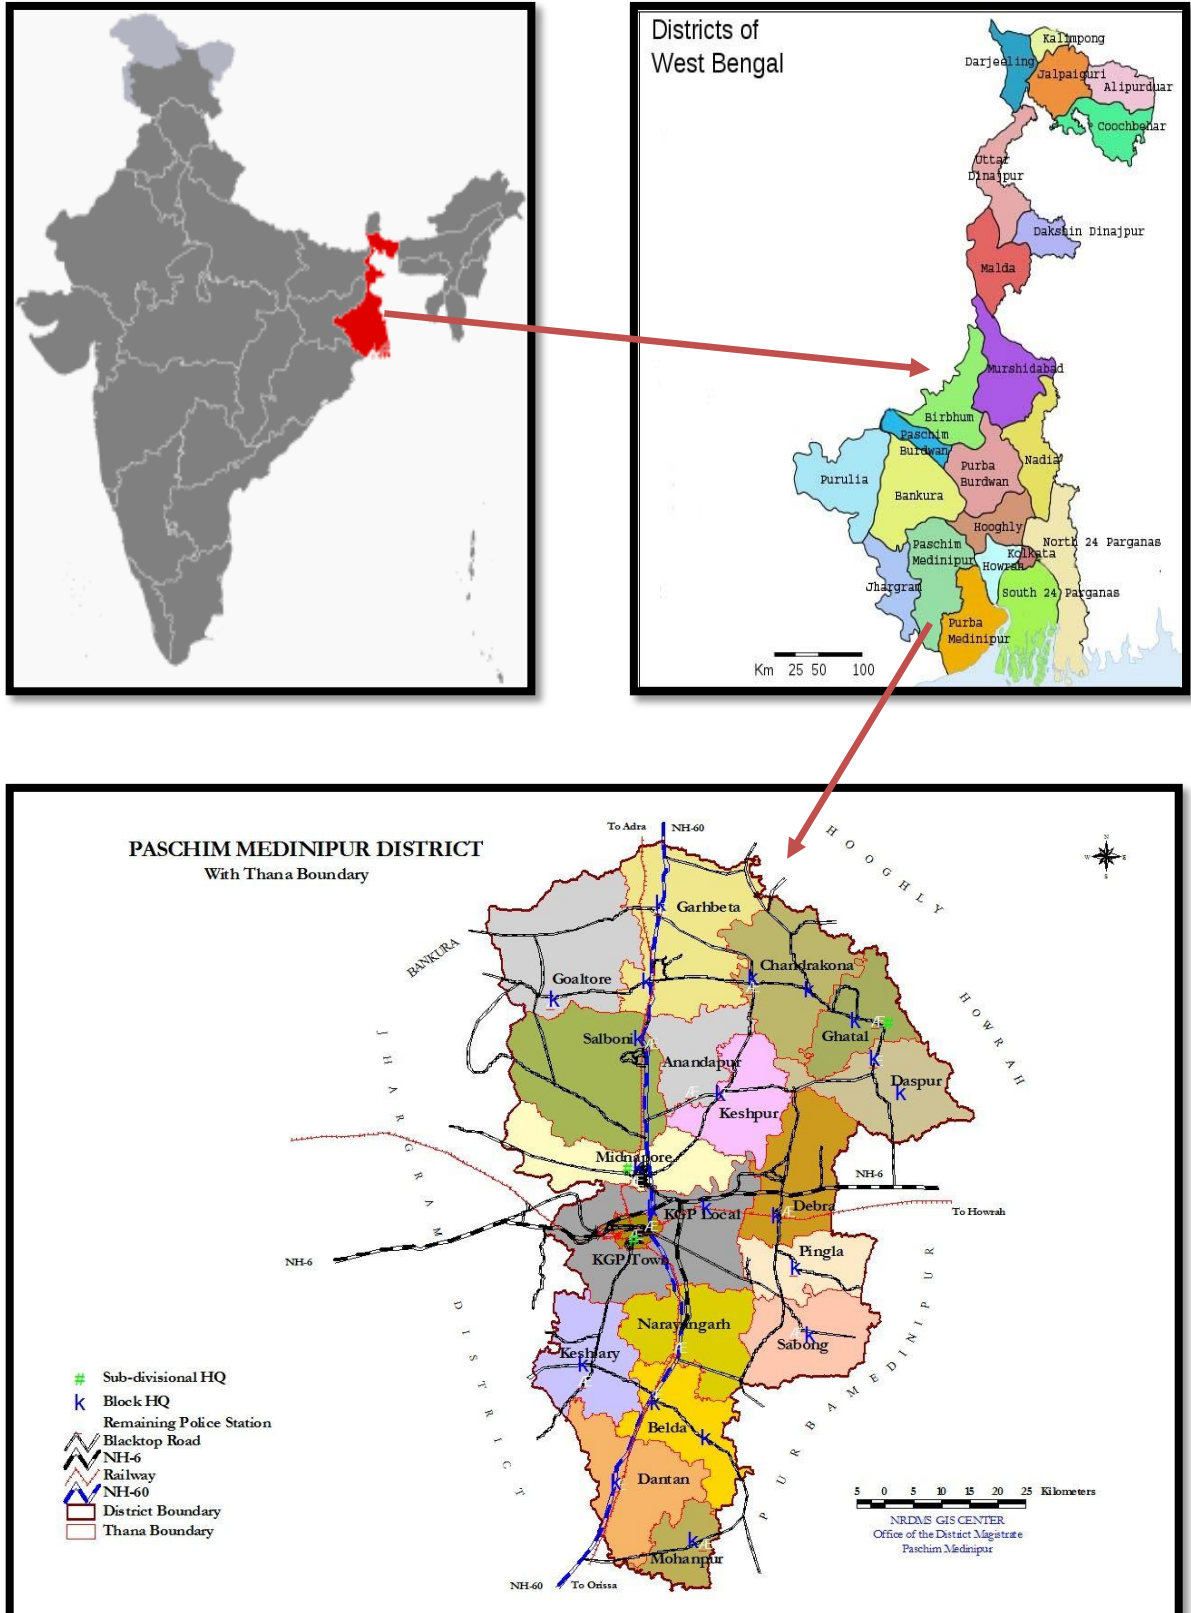 Districts of
West Bengal
Kalimpong
Darjeeling
Jalpaiguri
Alipurduar
Coochbehar
Uttar
Dinajpur
Dakshin Dinajpur
Malda
Murshidabad
Birbhum
Paschim
Burdwan
Nadia
Purba
Burdwan
Purulia
Bankura
Hooghly
Paschim
Medinipur
North 24 Parganas
Kolkata
Howrah
Jhargram
South 24 Parganas
Purba
Medinipur
Km 25 50 100
PASCHIM MEDINIPUR DISTRICT
With Thana Boundary
To Adra
NH-60
HOOGHLY
N
W E
S
BANKURA
Garhbeta
Goaltore
Chandrakona
HOWRAH
Salboni
Anandapur
Ghatal
Daspur
Keshpur
JHARGRAM
DISTRICT
Midnapore
NH-6
KGP Local
Debra
To Howrah
KGP Town
Pingla
NH-6
Narayangarh
Sabong
PURBA MEDINIPUR
Keshiary
Belda
Dantan
Mohanpur
NH-60
To Orissa
# Sub-divisional HQ
k Block HQ
Remaining Police Station
Blacktop Road
NH-6
Railway
NH-60
District Boundary
Thana Boundary
5 0 5 10 15 20 25 Kilometers
NRDMS GIS CENTER
Office of the District Magistrate
Paschim Medinipur